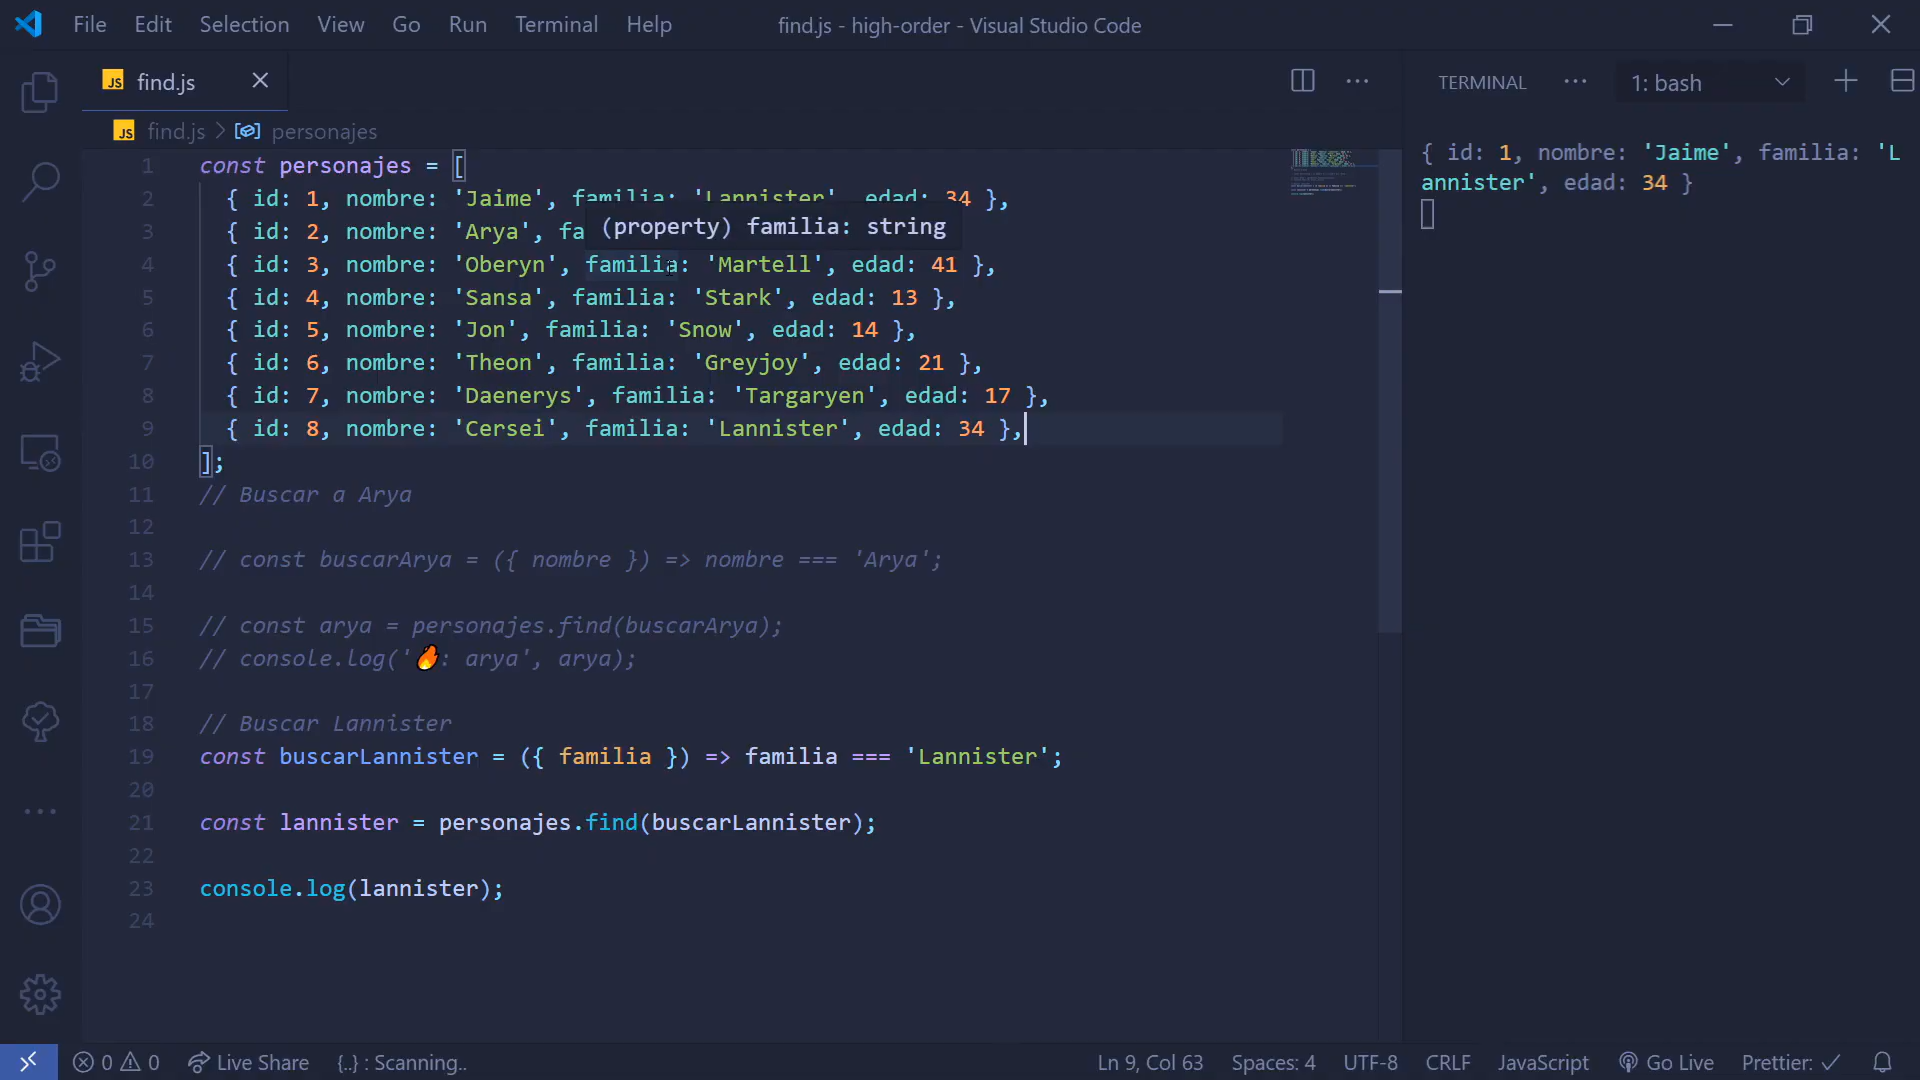 File Edit Selection View Go Run Terminal Help find.js - high-order - Visual Studio Code
JS find.js
TERMINAL ··· 1: bash
JS find.js > personajes
1 const personajes = [
2 { id: 1, nombre: 'Jaime', familia: 'Lannister', edad: 34 },
(property) familia: string
3 { id: 2, nombre: 'Arya', fa
4 { id: 3, nombre: 'Oberyn', familia: 'Martell', edad: 41 },
5 { id: 4, nombre: 'Sansa', familia: 'Stark', edad: 13 },
6 { id: 5, nombre: 'Jon', familia: 'Snow', edad: 14 },
7 { id: 6, nombre: 'Theon', familia: 'Greyjoy', edad: 21 },
8 { id: 7, nombre: 'Daenerys', familia: 'Targaryen', edad: 17 },
9 { id: 8, nombre: 'Cersei', familia: 'Lannister', edad: 34 },
10 ];
11 // Buscar a Arya
12
13 // const buscarArya = ({ nombre }) => nombre === 'Arya';
14
15 // const arya = personajes.find(buscarArya);
16 // console.log('🔥: arya', arya);
17
18 // Buscar Lannister
19 const buscarLannister = ({ familia }) => familia === 'Lannister';
20
21 const lannister = personajes.find(buscarLannister);
22
23 console.log(lannister);
24
{ id: 1, nombre: 'Jaime', familia: 'L
annister', edad: 34 }
0 0 Live Share {..} : Scanning.. Ln 9, Col 63 Spaces: 4 UTF-8 CRLF JavaScript Go Live Prettier: ✓